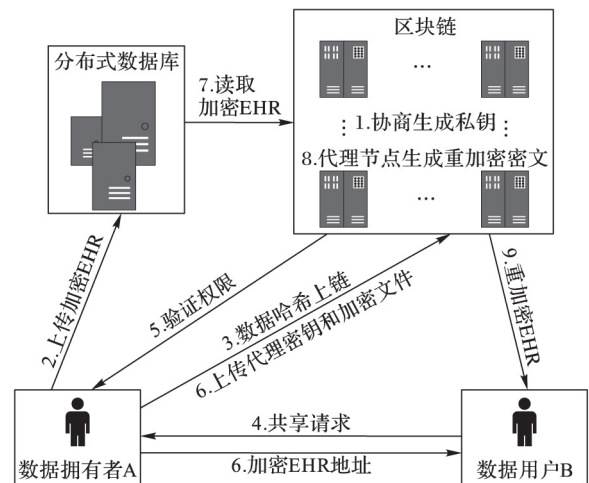 区块链
分布式数据库
7.读取
加密EHR
…
⋮ 1.协商生成私钥 ⋮
8.代理节点生成重加密密文
…
2.上传加密EHR
5.验证权限
3.数据哈希上链
6.上传代理密钥和加密文件
9.重加密EHR
4.共享请求
6.加密EHR地址
数据拥有者A
数据用户B